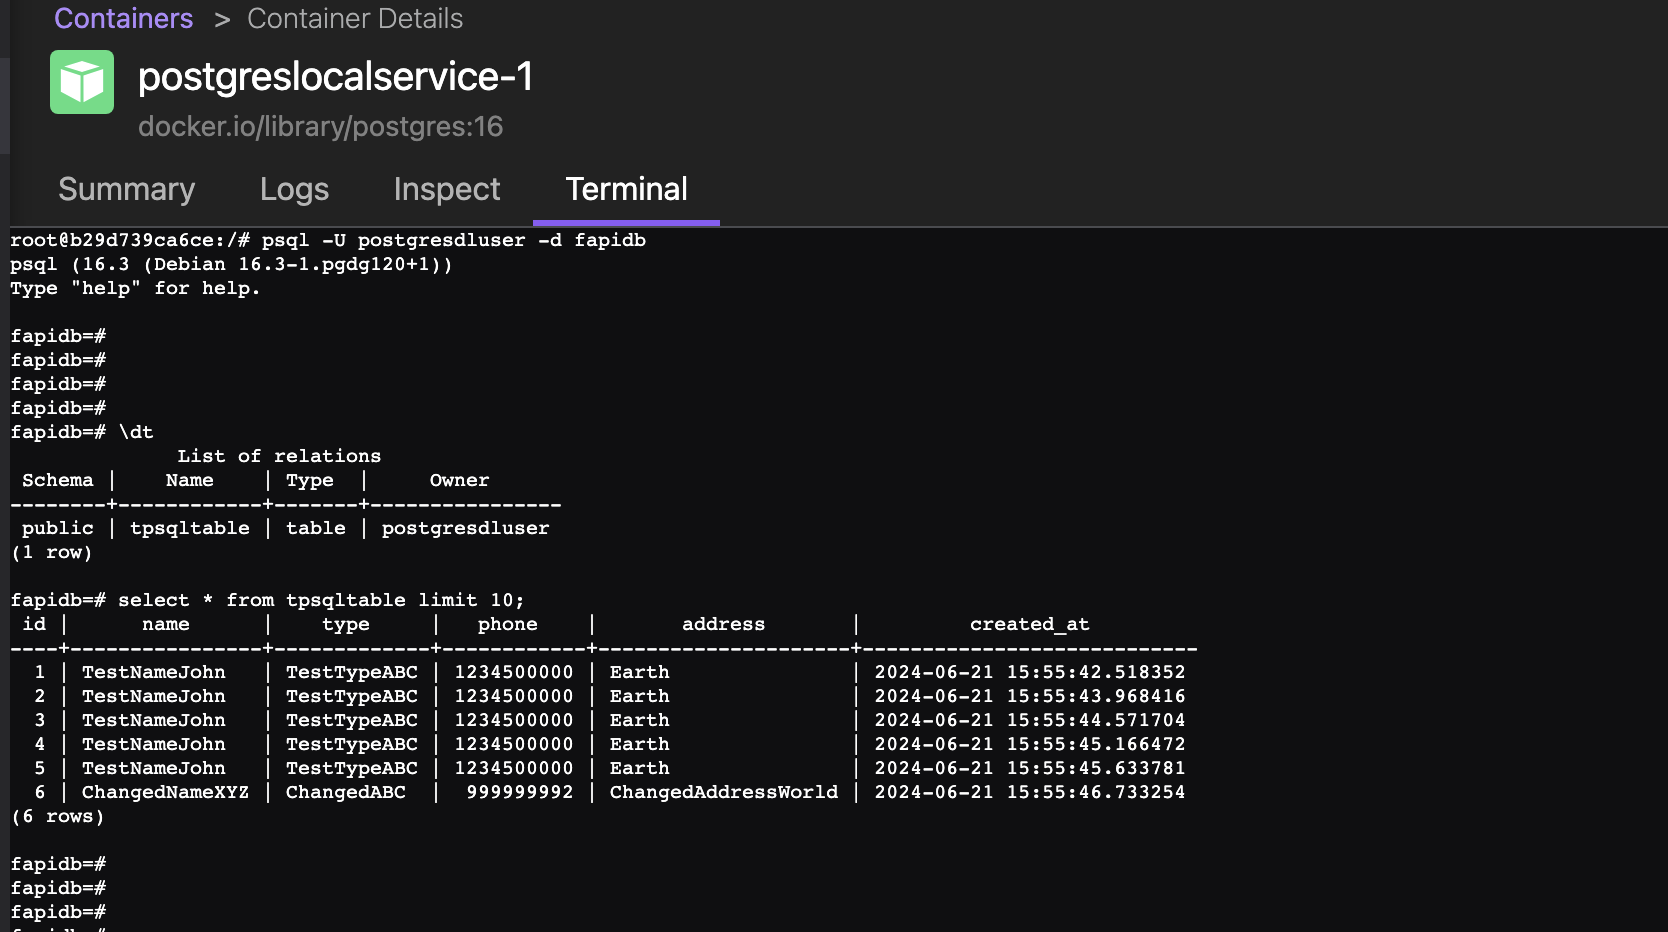 Containers > Container Details
postgreslocalservice-1
docker.io/library/postgres:16
Summary Logs Inspect Terminal
root@b29d739ca6ce:/# psql -U postgresdluser -d fapidb
psql (16.3 (Debian 16.3-1.pgdg120+1))
Type "help" for help.
fapidb=#
fapidb=#
fapidb=#
fapidb=#
fapidb=# \dt
List of relations
Schema | Name | Type | Owner
--------+------------+-------+----------------
public | tpsqltable | table | postgresdluser
(1 row)
fapidb=# select * from tpsqltable limit 10;
id | name | type | phone | address | created_at
----+----------------+-------------+------------+---------------------+----------------------------
1 | TestNameJohn | TestTypeABC | 1234500000 | Earth | 2024-06-21 15:55:42.518352
2 | TestNameJohn | TestTypeABC | 1234500000 | Earth | 2024-06-21 15:55:43.968416
3 | TestNameJohn | TestTypeABC | 1234500000 | Earth | 2024-06-21 15:55:44.571704
4 | TestNameJohn | TestTypeABC | 1234500000 | Earth | 2024-06-21 15:55:45.166472
5 | TestNameJohn | TestTypeABC | 1234500000 | Earth | 2024-06-21 15:55:45.633781
6 | ChangedNameXYZ | ChangedABC | 999999992 | ChangedAddressWorld | 2024-06-21 15:55:46.733254
(6 rows)
fapidb=#
fapidb=#
fapidb=#